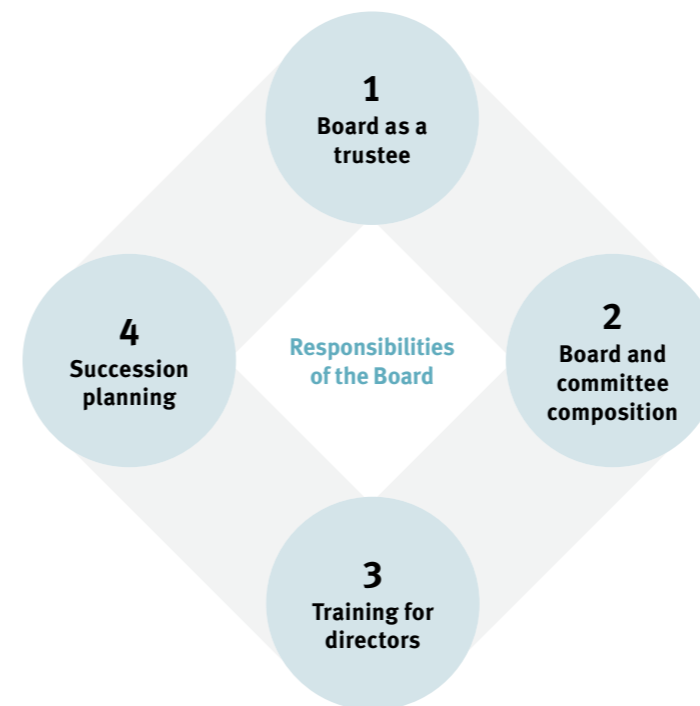 1
Board as a
trustee
4
Succession
planning
Responsibilities
of the Board
2
Board and
committee
composition
3
Training for
directors